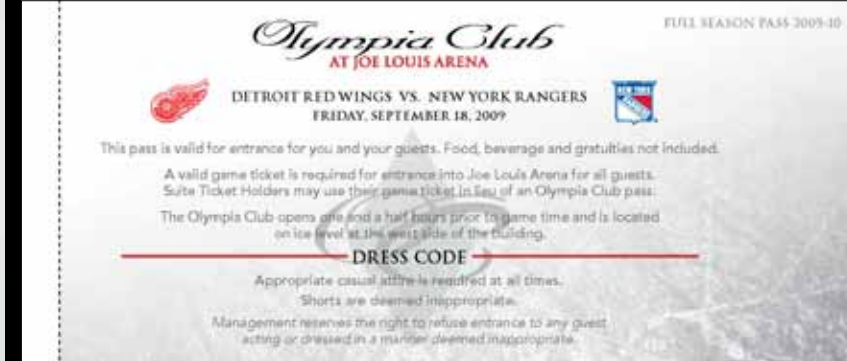 FULL SEASON PASS 2009-10
Olympia Club
AT JOE LOUIS ARENA
DETROIT RED WINGS VS. NEW YORK RANGERS
FRIDAY, SEPTEMBER 18, 2009
NEW YORK
RANGERS
This pass is valid for entrance for you and your guests. Food, beverage and gratuities not included.
A valid game ticket is required for entrance into Joe Louis Arena for all guests.
Suite Ticket Holders may use their game ticket in lieu of an Olympia Club pass.
The Olympia Club opens one and a half hours prior to game time and is located
on ice level at the west side of the building.
DRESS CODE
Appropriate casual attire is required at all times.
Shorts are deemed inappropriate.
Management reserves the right to refuse entrance to any guest
acting or dressed in a manner deemed inappropriate.